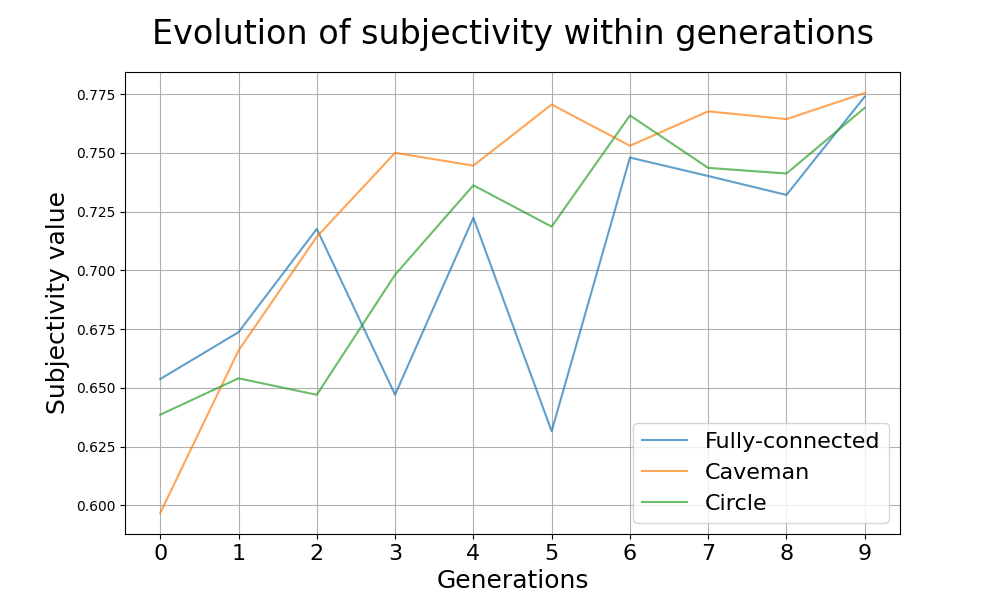 Evolution of subjectivity within generations
Subjectivity value
0.775
0.750
0.725
0.700
0.675
0.650
0.625
0.600
Fully-connected
Caveman
Circle
0 1 2 3 4 5 6 7 8 9
Generations